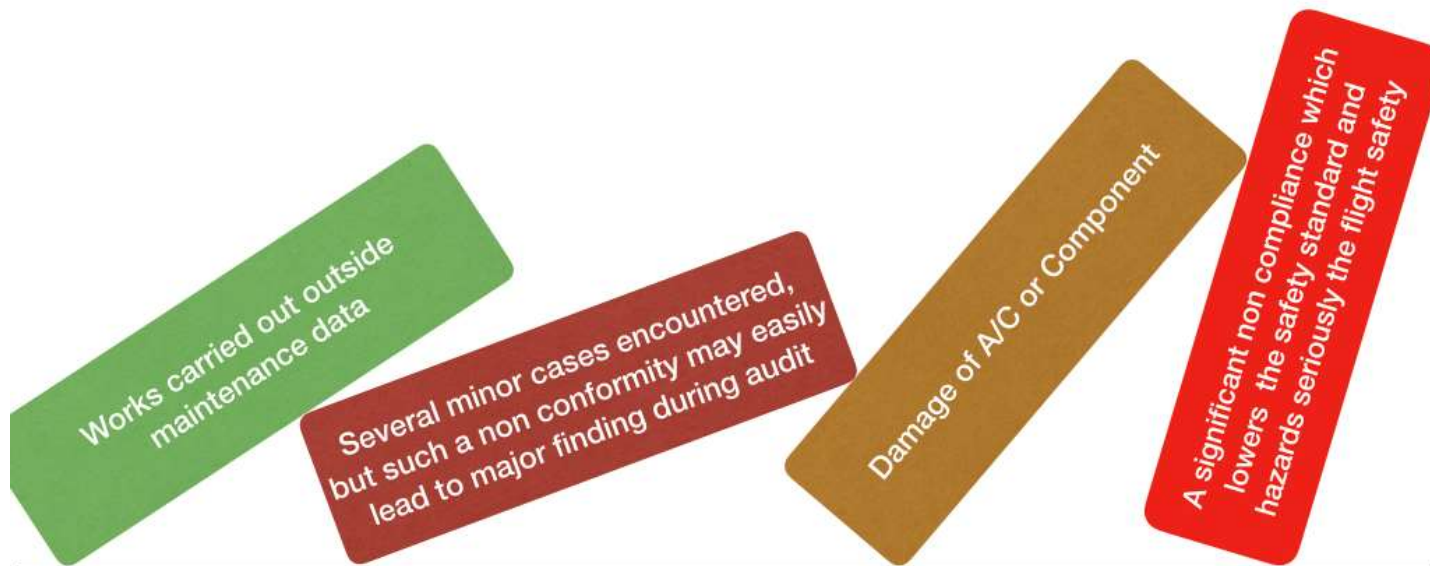 Works carried out outside
maintenance data
Several minor cases encountered,
but such a non conformity may easily
lead to major finding during audit
Damage of A/C or Component
A significant non compliance which
lowers the safety standard and
hazards seriously the flight safety